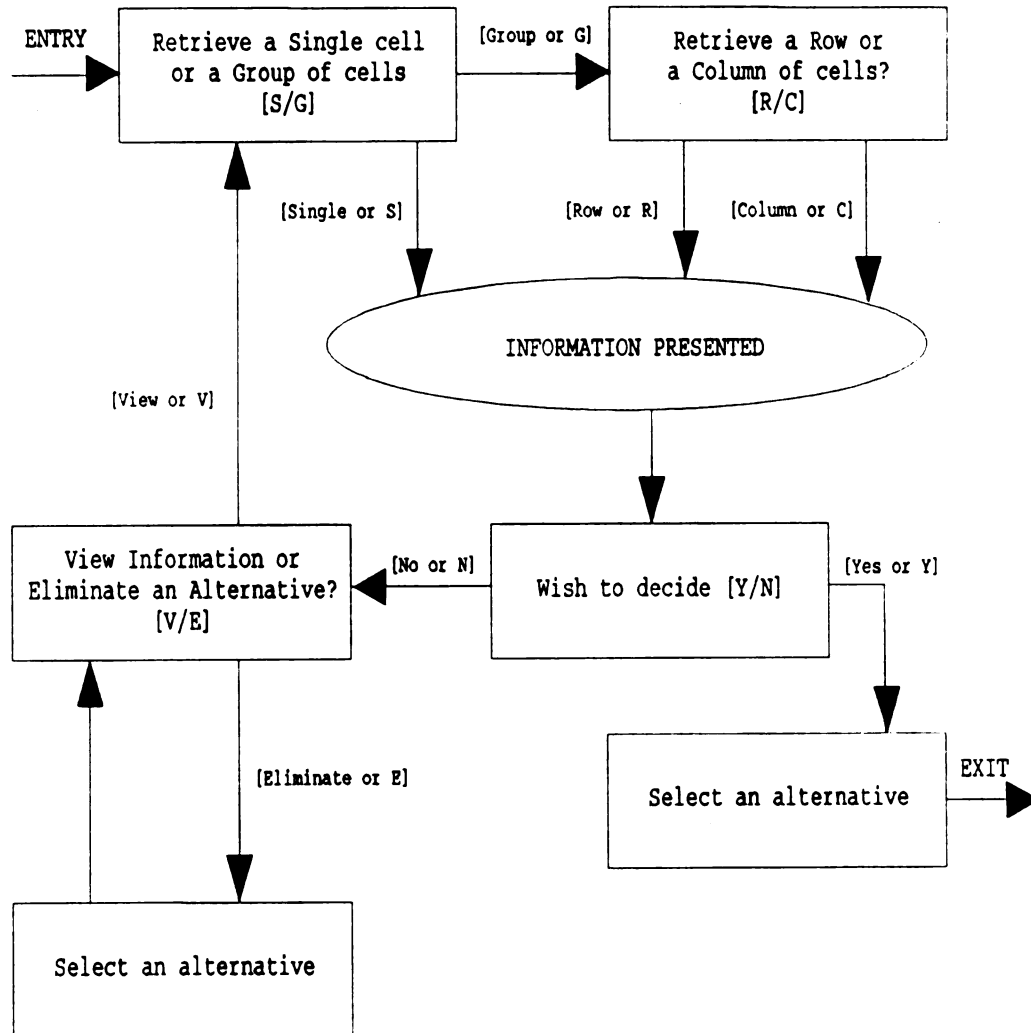 ENTRY
Retrieve a Single cell
or a Group of cells
[S/G]
[Group or G]
Retrieve a Row or
a Column of cells?
[R/C]
[Single or S]
[Row or R]
[Column or C]
INFORMATION PRESENTED
[View or V]
View Information or
Eliminate an Alternative?
[V/E]
[No or N]
Wish to decide [Y/N]
[Yes or Y]
[Eliminate or E]
Select an alternative
EXIT
Select an alternative